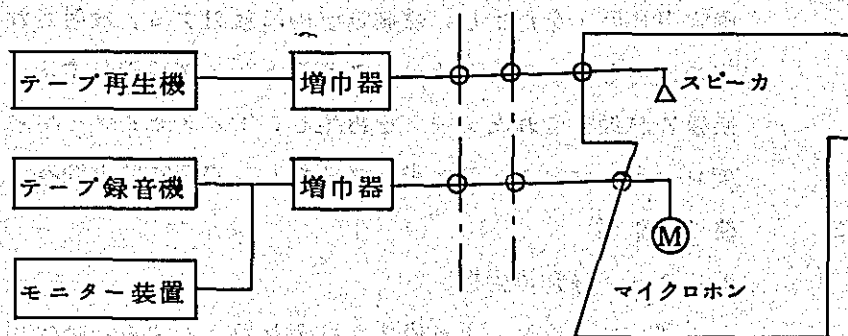 テープ再生機
増巾器
スピーカ
テープ録音機
増巾器
M
モニター装置
マイクロホン